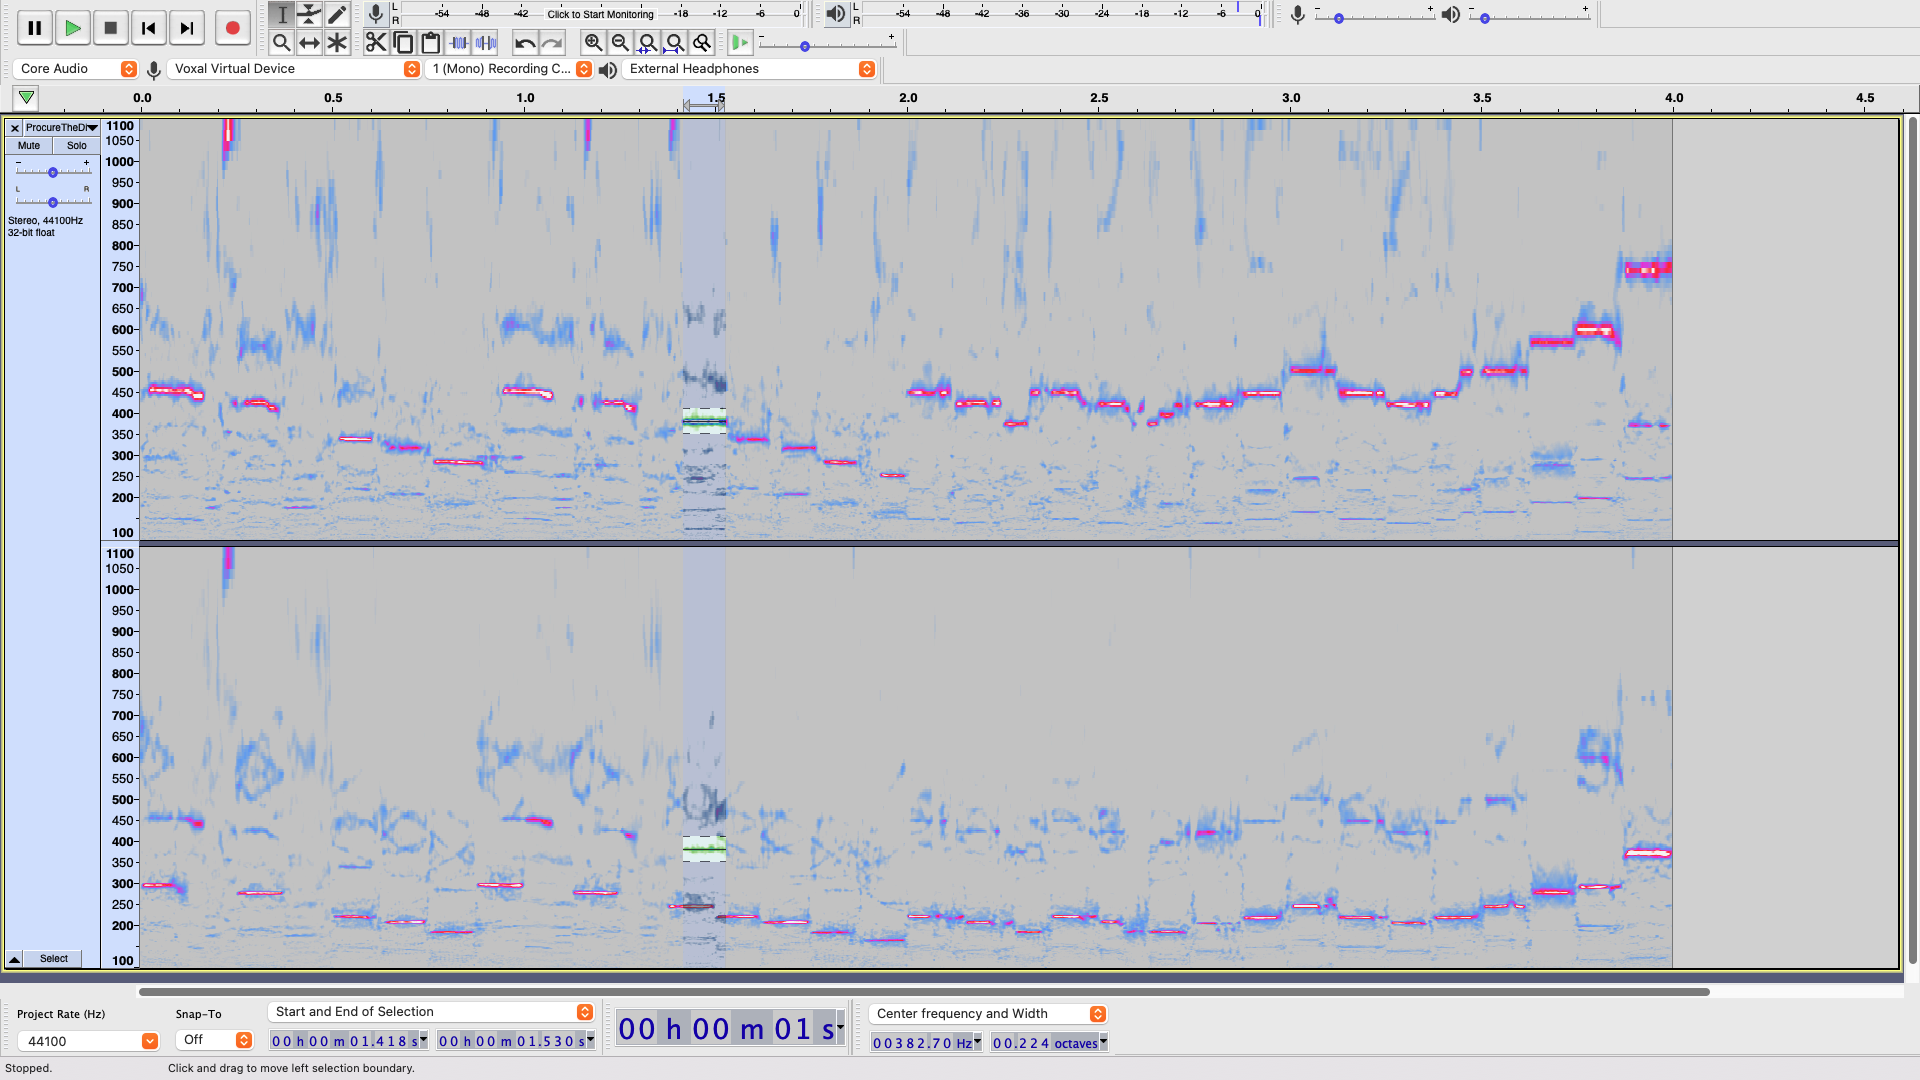 L
R
-54 -48 -42 Click to Start Monitoring -18 -12 -6 0
L
R
-54 -48 -42 -36 -30 -24 -18 -12 -6 0
- +
- +
- +
Core Audio
Voxal Virtual Device
1 (Mono) Recording C...
External Headphones
0.0 0.5 1.0 1.5 2.0 2.5 3.0 3.5 4.0 4.5
ProcureTheDi
Mute Solo
- +
L R
Stereo, 44100Hz
32-bit float
1100
1050
1000
950
900
850
800
750
700
650
600
550
500
450
400
350
300
250
200
100
1100
1050
1000
950
900
850
800
750
700
650
600
550
500
450
400
350
300
250
200
100
Select
Project Rate (Hz)
44100
Snap-To
Off
Start and End of Selection
00 h 00 m 01.418 s
00 h 00 m 01.530 s
00 h 00 m 01 s
Center frequency and Width
00382.70 Hz
00.224 octaves
Stopped.
Click and drag to move left selection boundary.